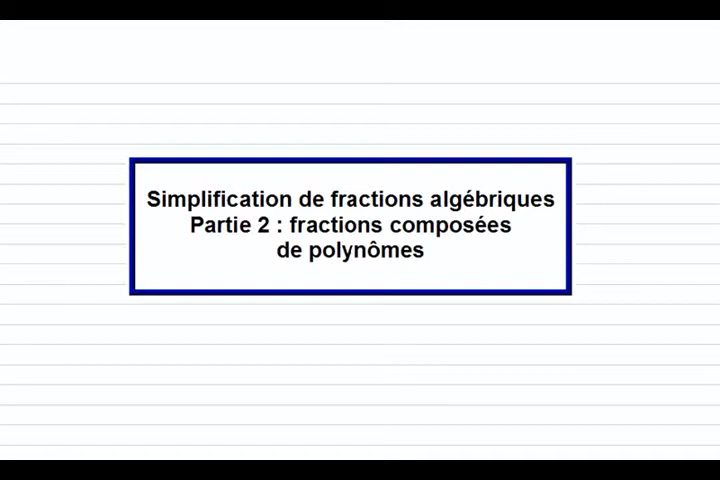 Simplification de fractions algébriques
Partie 2 : fractions composées
de polynômes